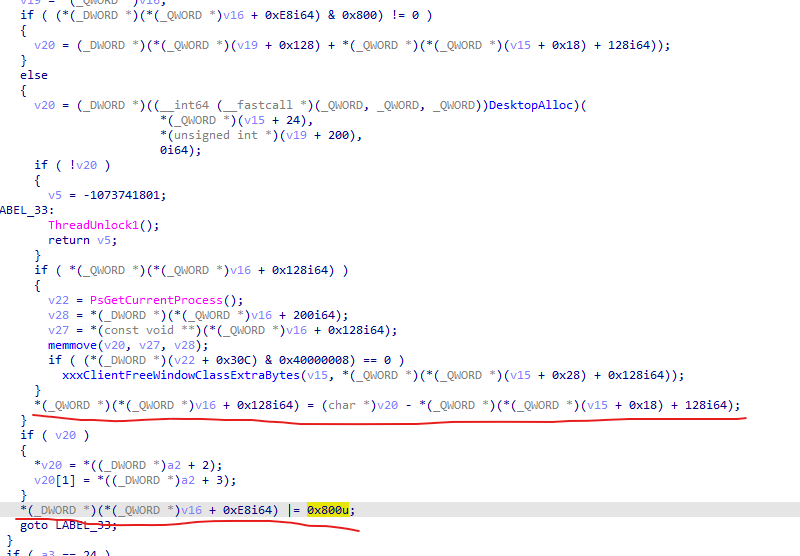 v19 = *(_QWORD *)v16;
if ( (*(_DWORD *)(*(_QWORD *)v16 + 0xE8i64) & 0x800) != 0 )
{
v20 = (_DWORD *)(*(_QWORD *)(v19 + 0x128) + *(_QWORD *)(*(_QWORD *)(v15 + 0x18) + 128i64));
}
else
{
v20 = (_DWORD *)((__int64 (__fastcall *)(_QWORD, _QWORD, _QWORD))DesktopAlloc)(
*(_QWORD *)(v15 + 24),
*(unsigned int *)(v19 + 200),
0i64);
if ( !v20 )
{
v5 = -1073741801;
ABEL_33:
ThreadUnlock1();
return v5;
}
if ( *(_QWORD *)(*(_QWORD *)v16 + 0x128i64) )
{
v22 = PsGetCurrentProcess();
v28 = *(_DWORD *)(*(_QWORD *)v16 + 200i64);
v27 = *(const void **)(*(_QWORD *)v16 + 0x128i64);
memmove(v20, v27, v28);
if ( (*(_DWORD *)(v22 + 0x30C) & 0x40000008) == 0 )
xxxClientFreeWindowClassExtraBytes(v15, *(_QWORD *)(*(_QWORD *)(v15 + 0x28) + 0x128i64));
}
*(_QWORD *)(*(_QWORD *)v16 + 0x128i64) = (char *)v20 - *(_QWORD *)(*(_QWORD *)(v15 + 0x18) + 128i64);
}
if ( v20 )
{
*v20 = *((_DWORD *)a2 + 2);
v20[1] = *((_DWORD *)a2 + 3);
}
*(_DWORD *)(*(_QWORD *)v16 + 0xE8i64) |= 0x800u;
goto LABEL_33;
}
if ( a3 == 24 )